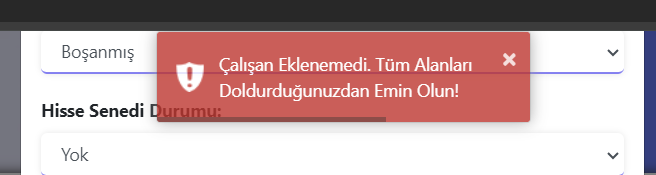 Boşanmış
Çalışan Eklenemedi. Tüm Alanları
Doldurduğunuzdan Emin Olun!
Hisse Senedi Durumu:
Yok